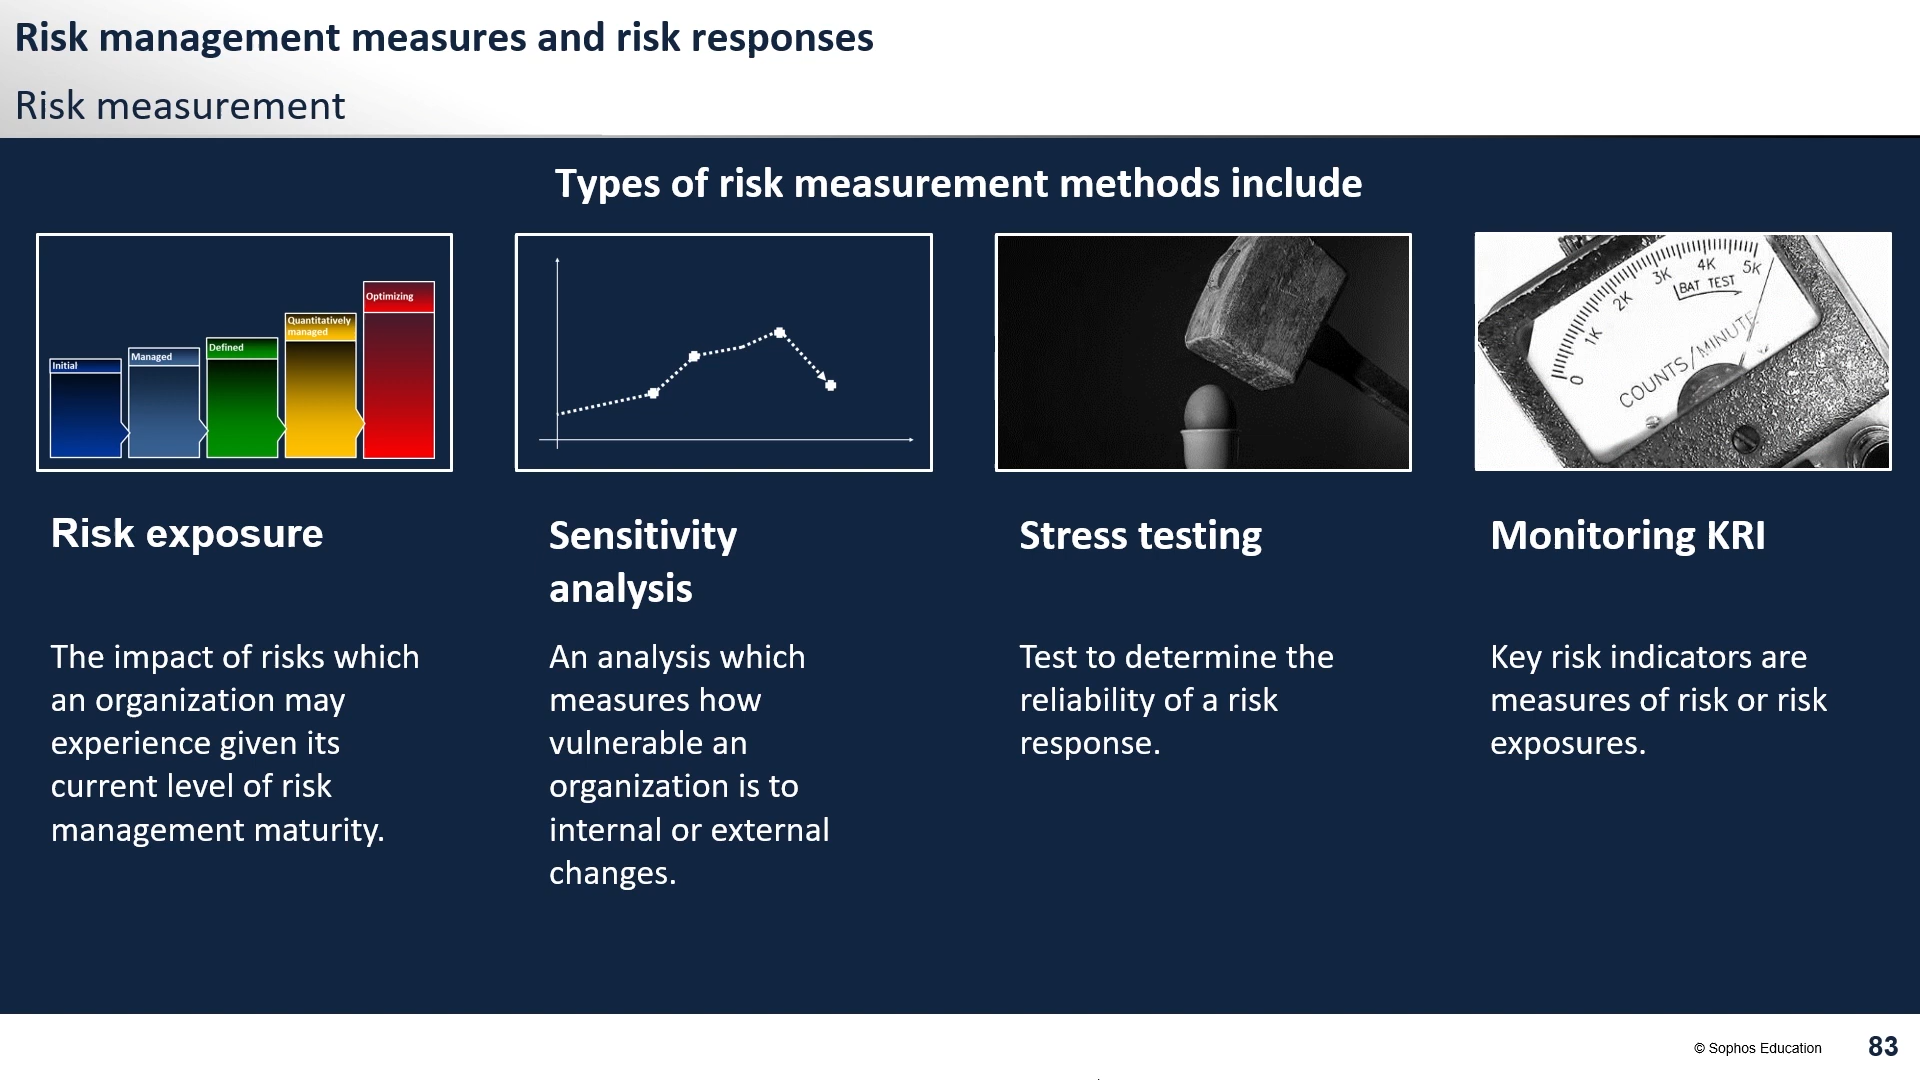 Risk management measures and risk responses
Risk measurement
Types of risk measurement methods include
Initial
Managed
Defined
Quantitatively
managed
Optimizing
0
1K
2K
3K
4K
5K
BAT TEST
COUNTS/MINUTE
Risk exposure
The impact of risks which
an organization may
experience given its
current level of risk
management maturity.
Sensitivity
analysis
An analysis which
measures how
vulnerable an
organization is to
internal or external
changes.
Stress testing
Test to determine the
reliability of a risk
response.
Monitoring KRI
Key risk indicators are
measures of risk or risk
exposures.
© Sophos Education
83